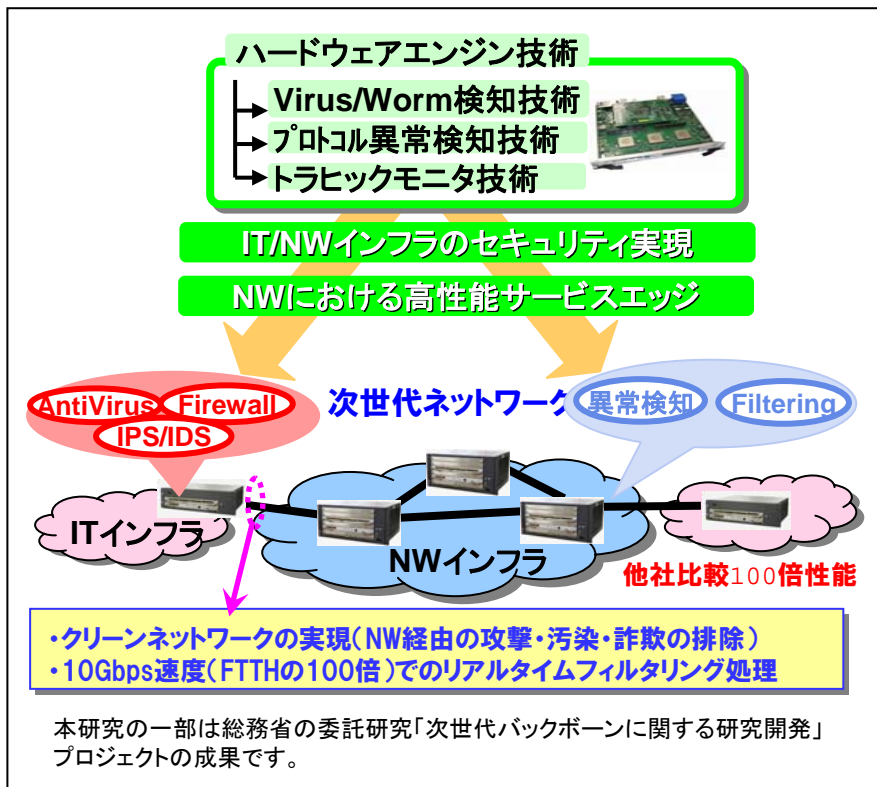 ハードウェアエンジン技術
Virus/Worm検知技術
プロトコル異常検知技術
トラヒックモニタ技術
IT/NWインフラのセキュリティ実現
NWにおける高性能サービスエッジ
AntiVirus
Firewall
IPS/IDS
次世代ネットワーク
異常検知
Filtering
ITインフラ
NWインフラ
他社比較100倍性能
・クリーンネットワークの実現(NW経由の攻撃・汚染・詐欺の排除)
・10Gbps速度(FTTHの100倍)でのリアルタイムフィルタリング処理
本研究の一部は総務省の委託研究「次世代バックボーンに関する研究開発」
プロジェクトの成果です。